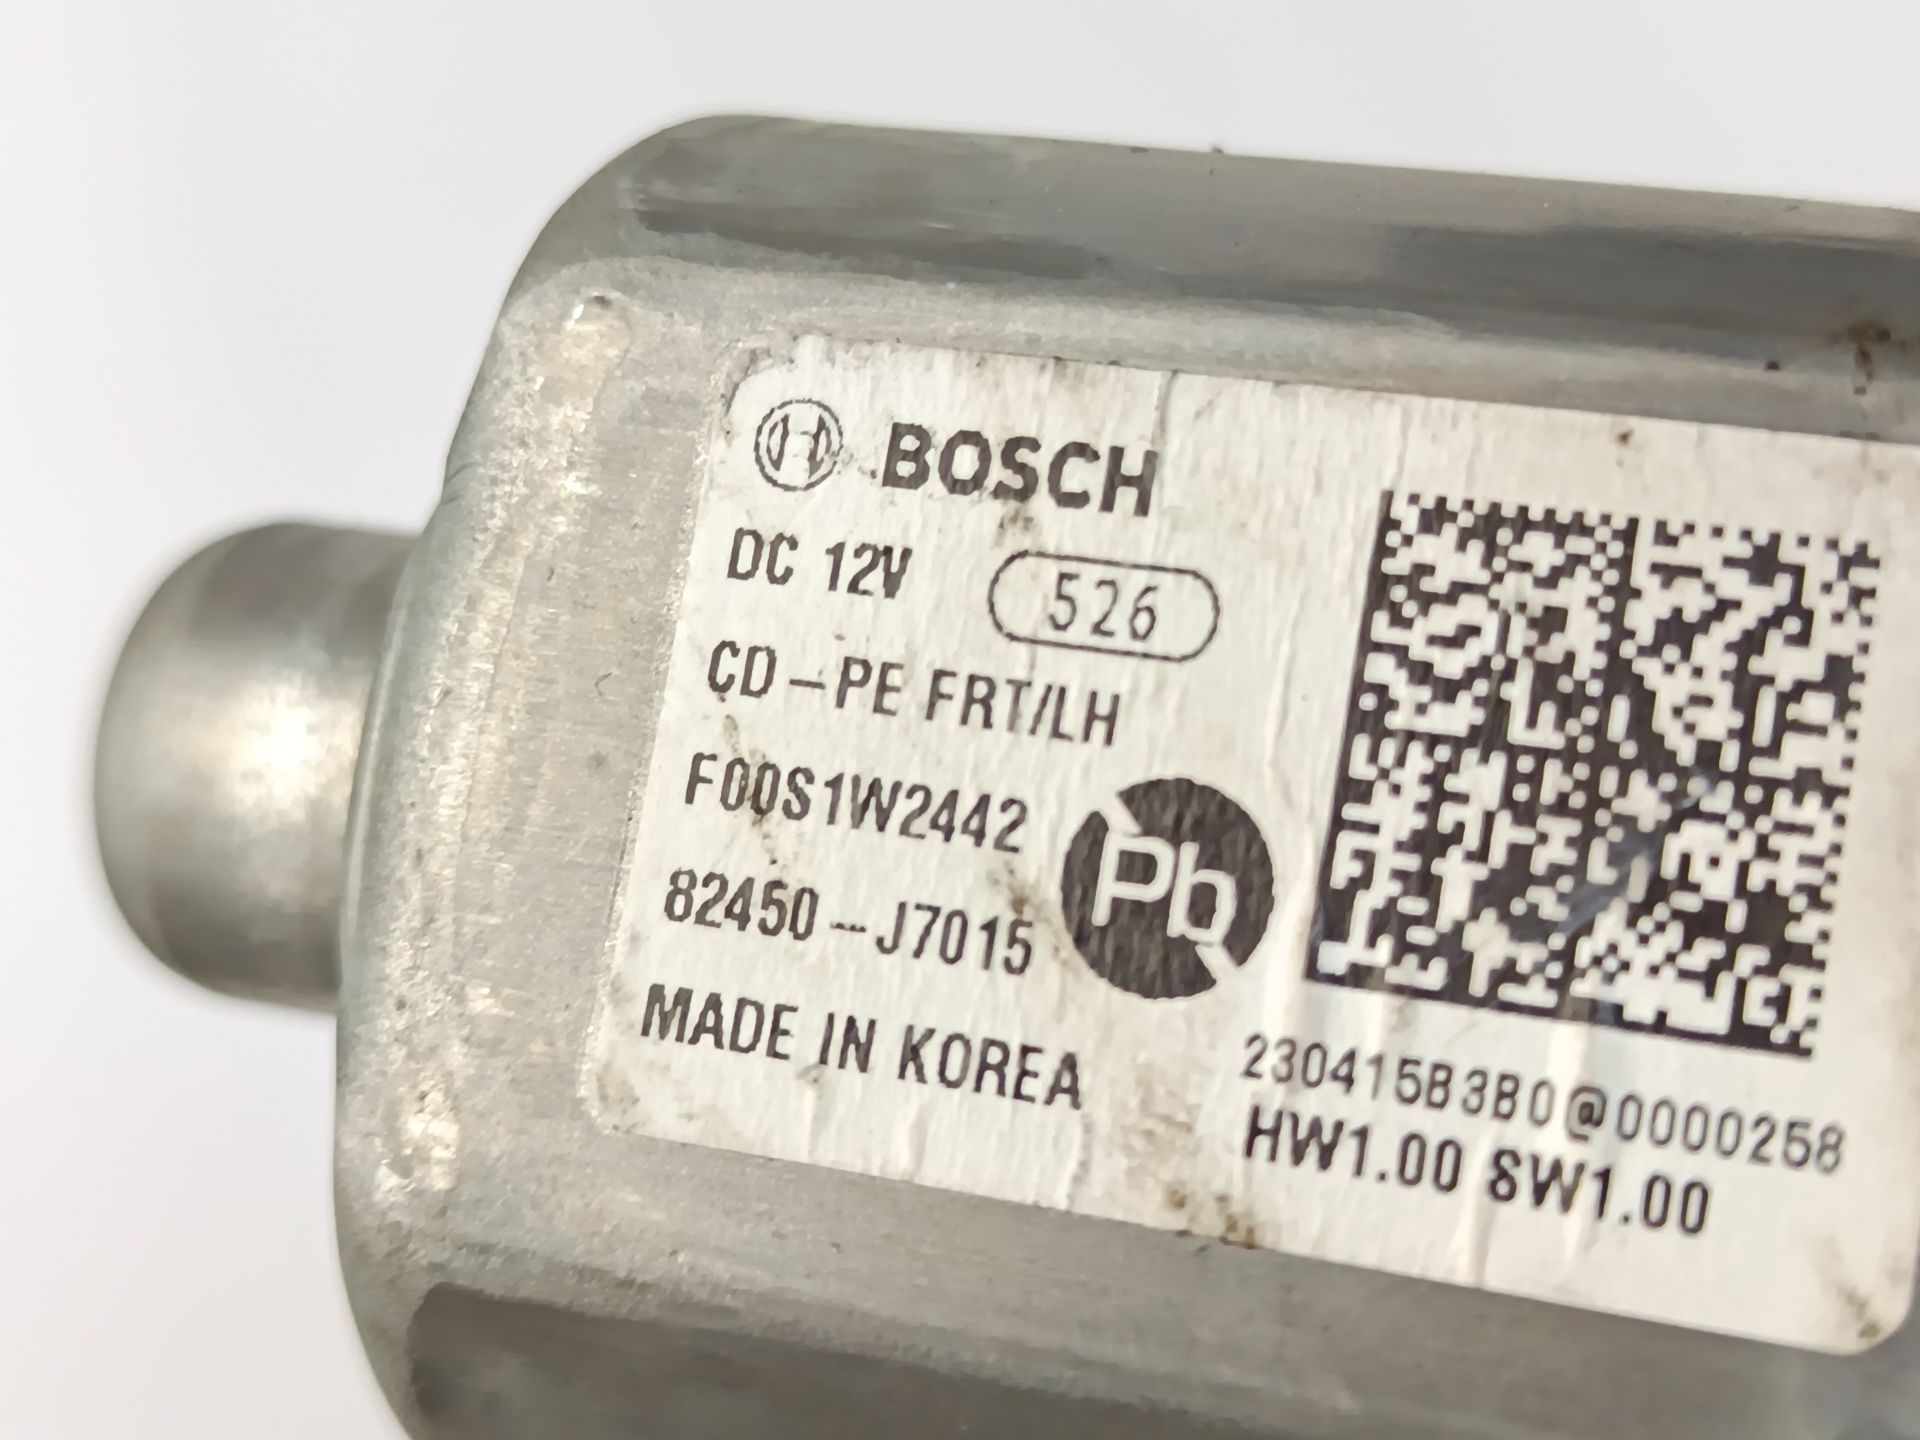 BOSCH
DC 12V 526
CD-PE FRT/LH
F00S1W2442
82450-J7015
Pb
MADE IN KOREA
230415B3B0@0000258
HW1.00 SW1.00